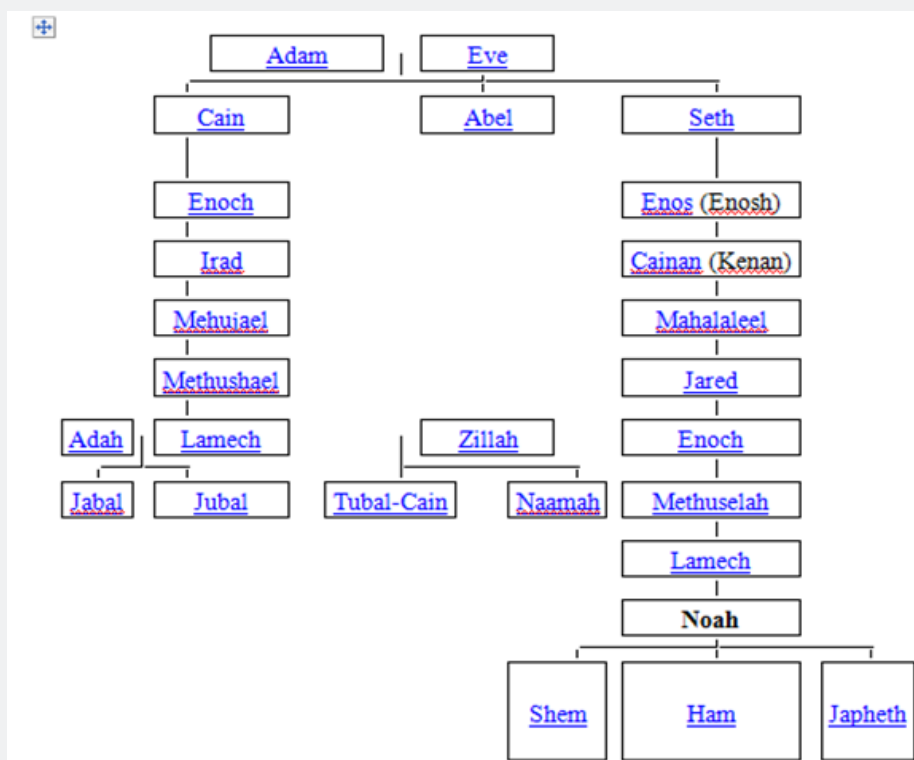 Adam Eve
Cain Abel Seth
Enoch Enos (Enosh)
Irad Cainan (Kenan)
Mehujael Mahalaleel
Methushael Jared
Adah Lamech Zillah Enoch
Jabal Jubal Tubal-Cain Naamah Methuselah
Lamech
Noah
Shem Ham Japheth